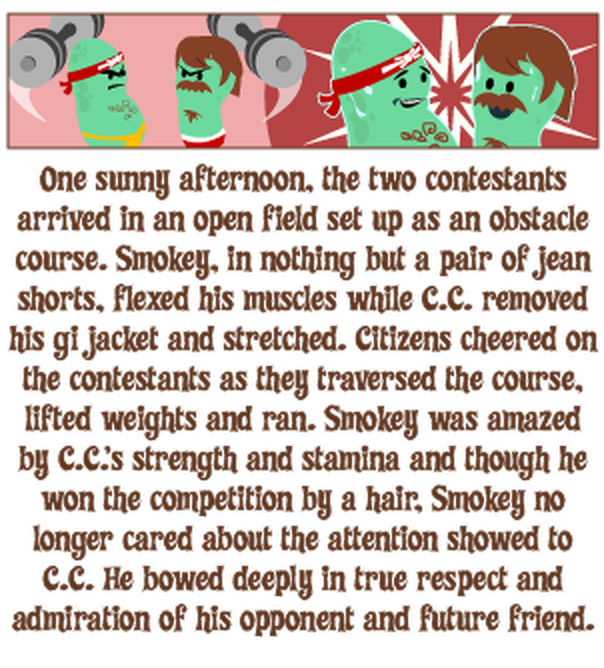 One sunny afternoon, the two contestants
arrived in an open field set up as an obstacle
course. Smokey, in nothing but a pair of jean
shorts, flexed his muscles while C.C. removed
his gi jacket and stretched. Citizens cheered on
the contestants as they traversed the course,
lifted weights and ran. Smokey was amazed
by C.C.'s strength and stamina and though he
won the competition by a hair, Smokey no
longer cared about the attention showed to
C.C. He bowed deeply in true respect and
admiration of his opponent and future friend.